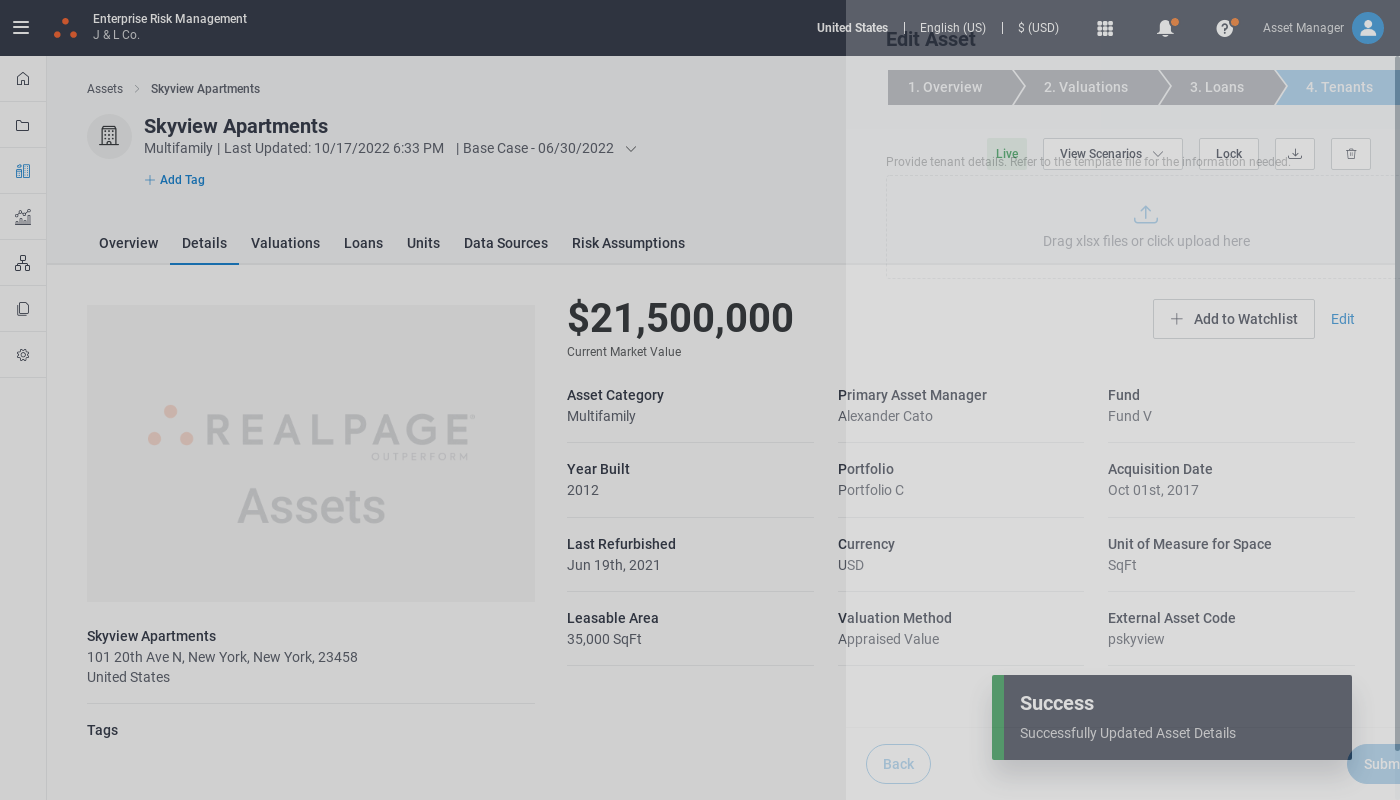 Enterprise Risk Management
J & L Co.
United States
English (US)
$ (USD)
Asset Manager
Edit Asset
1. Overview
2. Valuations
3. Loans
4. Tenants
Assets
Skyview Apartments
Skyview Apartments
Multifamily | Last Updated: 10/17/2022 6:33 PM
| Base Case - 06/30/2022
Add Tag
Live
View Scenarios
Lock
Provide tenant details. Refer to the template file for the information needed.
Drag xlsx files or click upload here
Overview
Details
Valuations
Loans
Units
Data Sources
Risk Assumptions
REALPAGE
OUTPERFORM
Assets
$21,500,000
Current Market Value
Add to Watchlist
Edit
Asset Category
Multifamily
Primary Asset Manager
Alexander Cato
Fund
Fund V
Year Built
2012
Portfolio
Portfolio C
Acquisition Date
Oct 01st, 2017
Last Refurbished
Jun 19th, 2021
Currency
USD
Unit of Measure for Space
SqFt
Leasable Area
35,000 SqFt
Valuation Method
Appraised Value
External Asset Code
pskyview
Skyview Apartments
101 20th Ave N, New York, New York, 23458
United States
Tags
Success
Successfully Updated Asset Details
Back
Subm